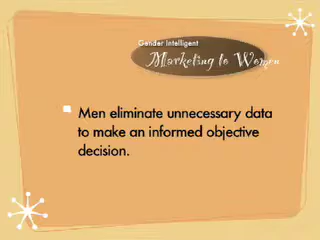 Gender Intelligent
Marketing to Women
Men eliminate unnecessary data
to make an informed objective
decision.